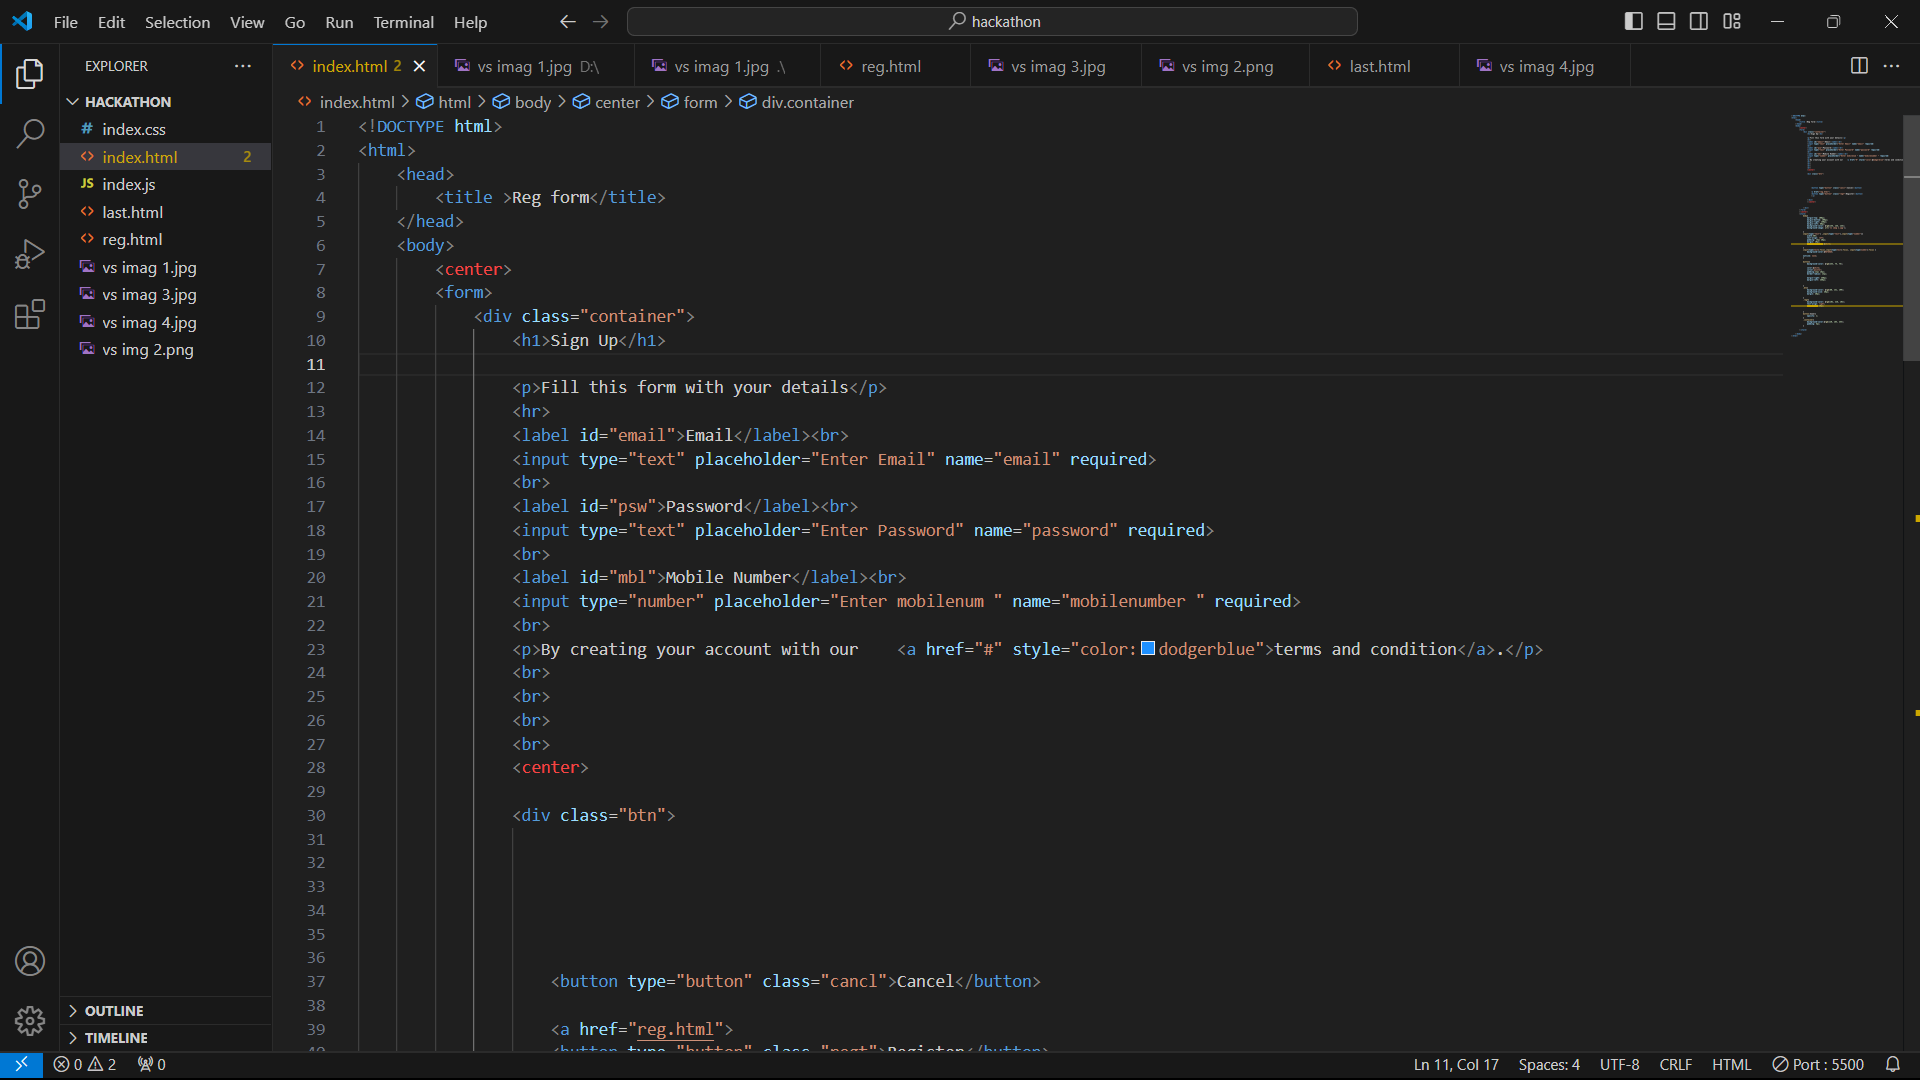 File Edit Selection View Go Run Terminal Help
hackathon
EXPLORER
HACKATHON
index.css
index.html 2
index.js
last.html
reg.html
vs imag 1.jpg
vs imag 3.jpg
vs imag 4.jpg
vs img 2.png
OUTLINE
TIMELINE
index.html 2 vs imag 1.jpg D:\ vs imag 1.jpg .\ reg.html vs imag 3.jpg vs img 2.png last.html vs imag 4.jpg
index.html > html > body > center > form > div.container
1 <!DOCTYPE html>
2 <html>
3 <head>
4 <title >Reg form</title>
5 </head>
6 <body>
7 <center>
8 <form>
9 <div class="container">
10 <h1>Sign Up</h1>
11
12 <p>Fill this form with your details</p>
13 <hr>
14 <label id="email">Email</label><br>
15 <input type="text" placeholder="Enter Email" name="email" required>
16 <br>
17 <label id="psw">Password</label><br>
18 <input type="text" placeholder="Enter Password" name="password" required>
19 <br>
20 <label id="mbl">Mobile Number</label><br>
21 <input type="number" placeholder="Enter mobilenum " name="mobilenumber " required>
22 <br>
23 <p>By creating your account with our    <a href="#" style="color:dodgerblue">terms and condition</a>.</p>
24 <br>
25 <br>
26 <br>
27 <br>
28 <center>
29
30 <div class="btn">
31
32
33
34
35
36
37 <button type="button" class="cancl">Cancel</button>
38
39 <a href="reg.html">
0 2 0
Ln 11, Col 17 Spaces: 4 UTF-8 CRLF HTML Port : 5500